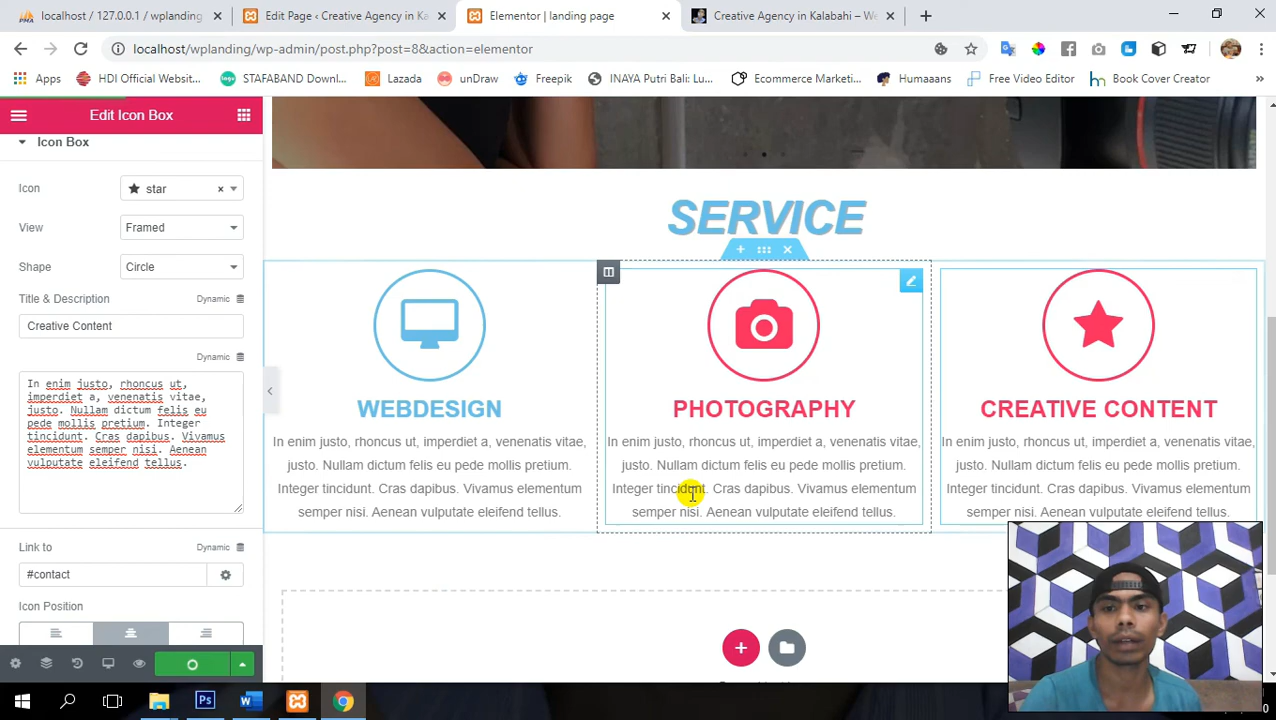 localhost / 127.0.0.1 / wplanding
Edit Page ‹ Creative Agency in K
Elementor | landing page
Creative Agency in Kalabahi – We
localhost/wplanding/wp-admin/post.php?post=8&action=elementor
Apps
HDI Official Websit...
STAFABAND Downl...
Lazada
unDraw
Freepik
INAYA Putri Bali: Lu...
Ecommerce Marketi...
Humaaans
Free Video Editor
Book Cover Creator
»
Edit Icon Box
Icon Box
Icon
star
×
View
Framed
Shape
Circle
Title & Description
Dynamic
Creative Content
Dynamic
In enim justo, rhoncus ut,
imperdiet a, venenatis vitae,
justo. Nullam dictum felis eu
pede mollis pretium. Integer
tincidunt. Cras dapibus. Vivamus
elementum semper nisi. Aenean
vulputate eleifend tellus.
Link to
Dynamic
#contact
Icon Position
SERVICE
WEBDESIGN
In enim justo, rhoncus ut, imperdiet a, venenatis vitae,
justo. Nullam dictum felis eu pede mollis pretium.
Integer tincidunt. Cras dapibus. Vivamus elementum
semper nisi. Aenean vulputate eleifend tellus.
PHOTOGRAPHY
In enim justo, rhoncus ut, imperdiet a, venenatis vitae,
justo. Nullam dictum felis eu pede mollis pretium.
Integer tincidunt. Cras dapibus. Vivamus elementum
semper nisi. Aenean vulputate eleifend tellus.
CREATIVE CONTENT
In enim justo, rhoncus ut, imperdiet a, venenatis vitae,
justo. Nullam dictum felis eu pede mollis pretium.
Integer tincidunt. Cras dapibus. Vivamus elementum
semper nisi. Aenean vulputate eleifend tellus.